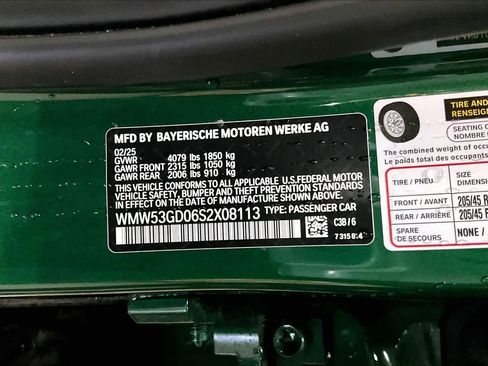 MFD BY BAYERISCHE MOTOREN WERKE AG
02/25
GVWR 4079 lbs 1850 kg
GAWR FRONT 2315 lbs 1050 kg
GAWR REAR 2006 lbs 910 kg
THIS VEHICLE CONFORMS TO ALL APPLICABLE U.S.FEDERAL MOTOR
VEHICLE SAFETY, BUMPER, AND THEFT PREVENTION
STANDARDS IN EFFECT ON THE DATE OF MANUFACTURE
SHOWN ABOVE.
WMW53GD06S2X08113 TYPE: PASSENGER CAR
C3B/6
TIRE AND
RENSEIGN
SEATING
NOMBRE
The combined weight of
Le poids total des
TIRE / PNEU SIZE
DIMENSION
FRONT / AVANT 205/45 R
REAR / ARRIÈRE 205/45 R
SPARE
DE SECOURS NONE /